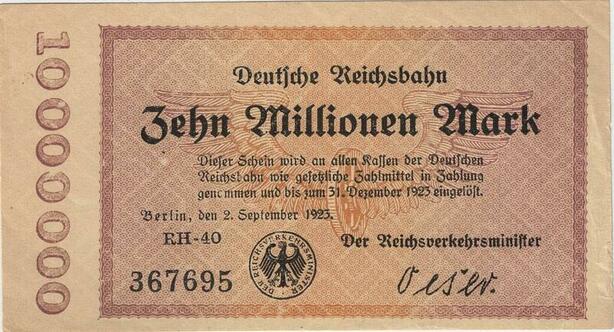 10000000
Deutsche Reichsbahn
Zehn Millionen Mark
Dieser Schein wird an allen Kassen der Deutschen
Reichsbahn wie gesetzliche Zahlmittel in Zahlung
genommen und bis zum 31. Dezember 1923 eingelöst.
Berlin, den 2. September 1923.
RH-40
Der Reichsverkehrsminister
367695
DER REICHSVERKEHRSMINISTER
Oeser.